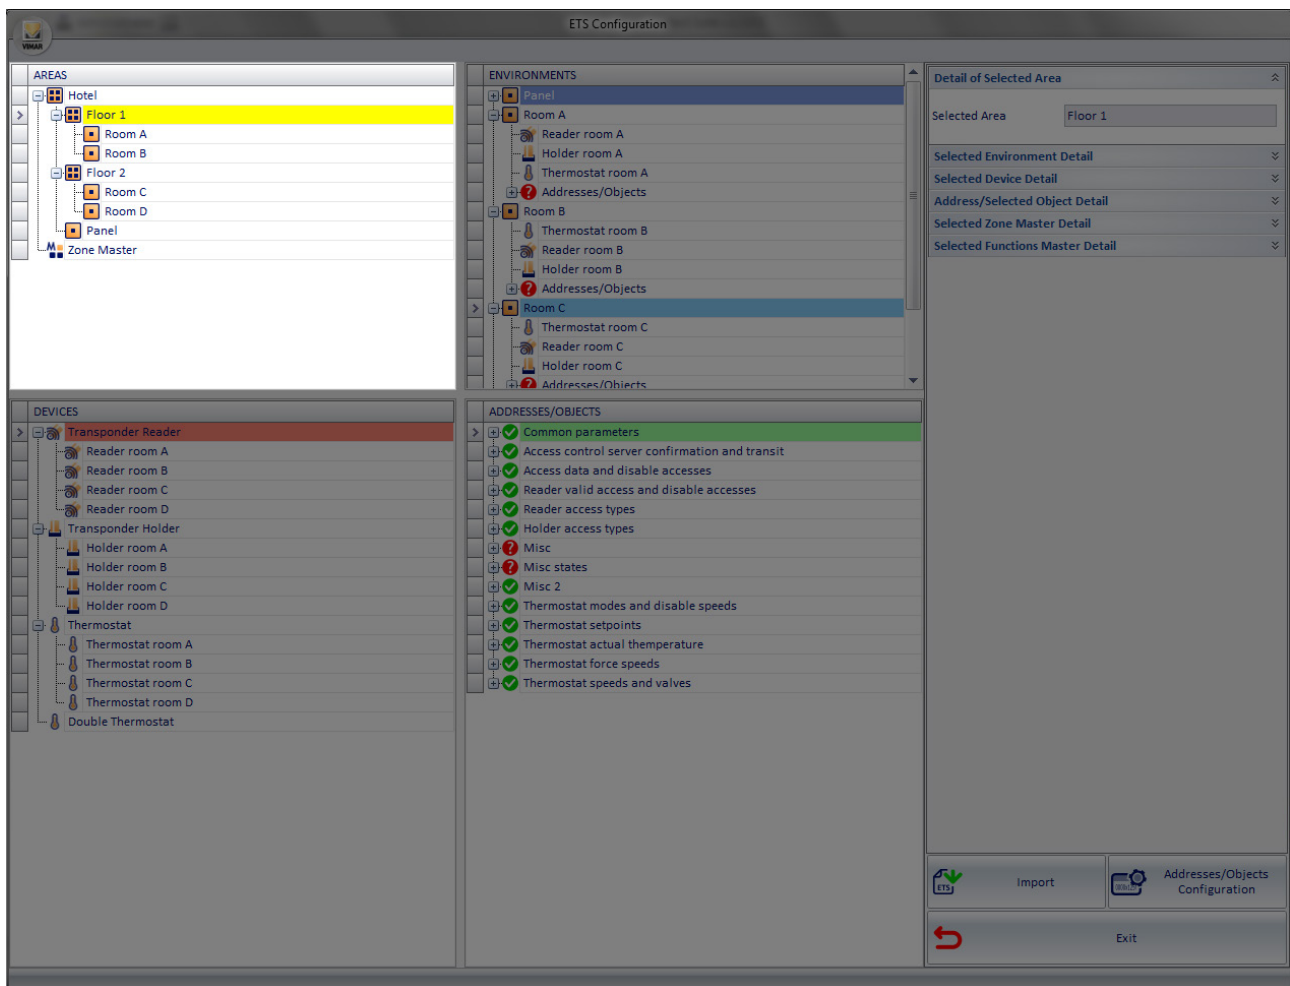 ETS Configuration
VIMAR
AREAS
Hotel
Floor 1
Room A
Room B
Floor 2
Room C
Room D
Panel
Zone Master
ENVIRONMENTS
Panel
Room A
Reader room A
Holder room A
Thermostat room A
Addresses/Objects
Room B
Thermostat room B
Reader room B
Holder room B
Addresses/Objects
Room C
Thermostat room C
Reader room C
Holder room C
Addresses/Objects
Detail of Selected Area
Selected Area Floor 1
Selected Environment Detail
Selected Device Detail
Address/Selected Object Detail
Selected Zone Master Detail
Selected Functions Master Detail
DEVICES
Transponder Reader
Reader room A
Reader room B
Reader room C
Reader room D
Transponder Holder
Holder room A
Holder room B
Holder room C
Holder room D
Thermostat
Thermostat room A
Thermostat room B
Thermostat room C
Thermostat room D
Double Thermostat
ADDRESSES/OBJECTS
Common parameters
Access control server confirmation and transit
Access data and disable accesses
Reader valid access and disable accesses
Reader access types
Holder access types
Misc
Misc states
Misc 2
Thermostat modes and disable speeds
Thermostat setpoints
Thermostat actual themperature
Thermostat force speeds
Thermostat speeds and valves
ETS
Import
Addresses/Objects
Configuration
Exit